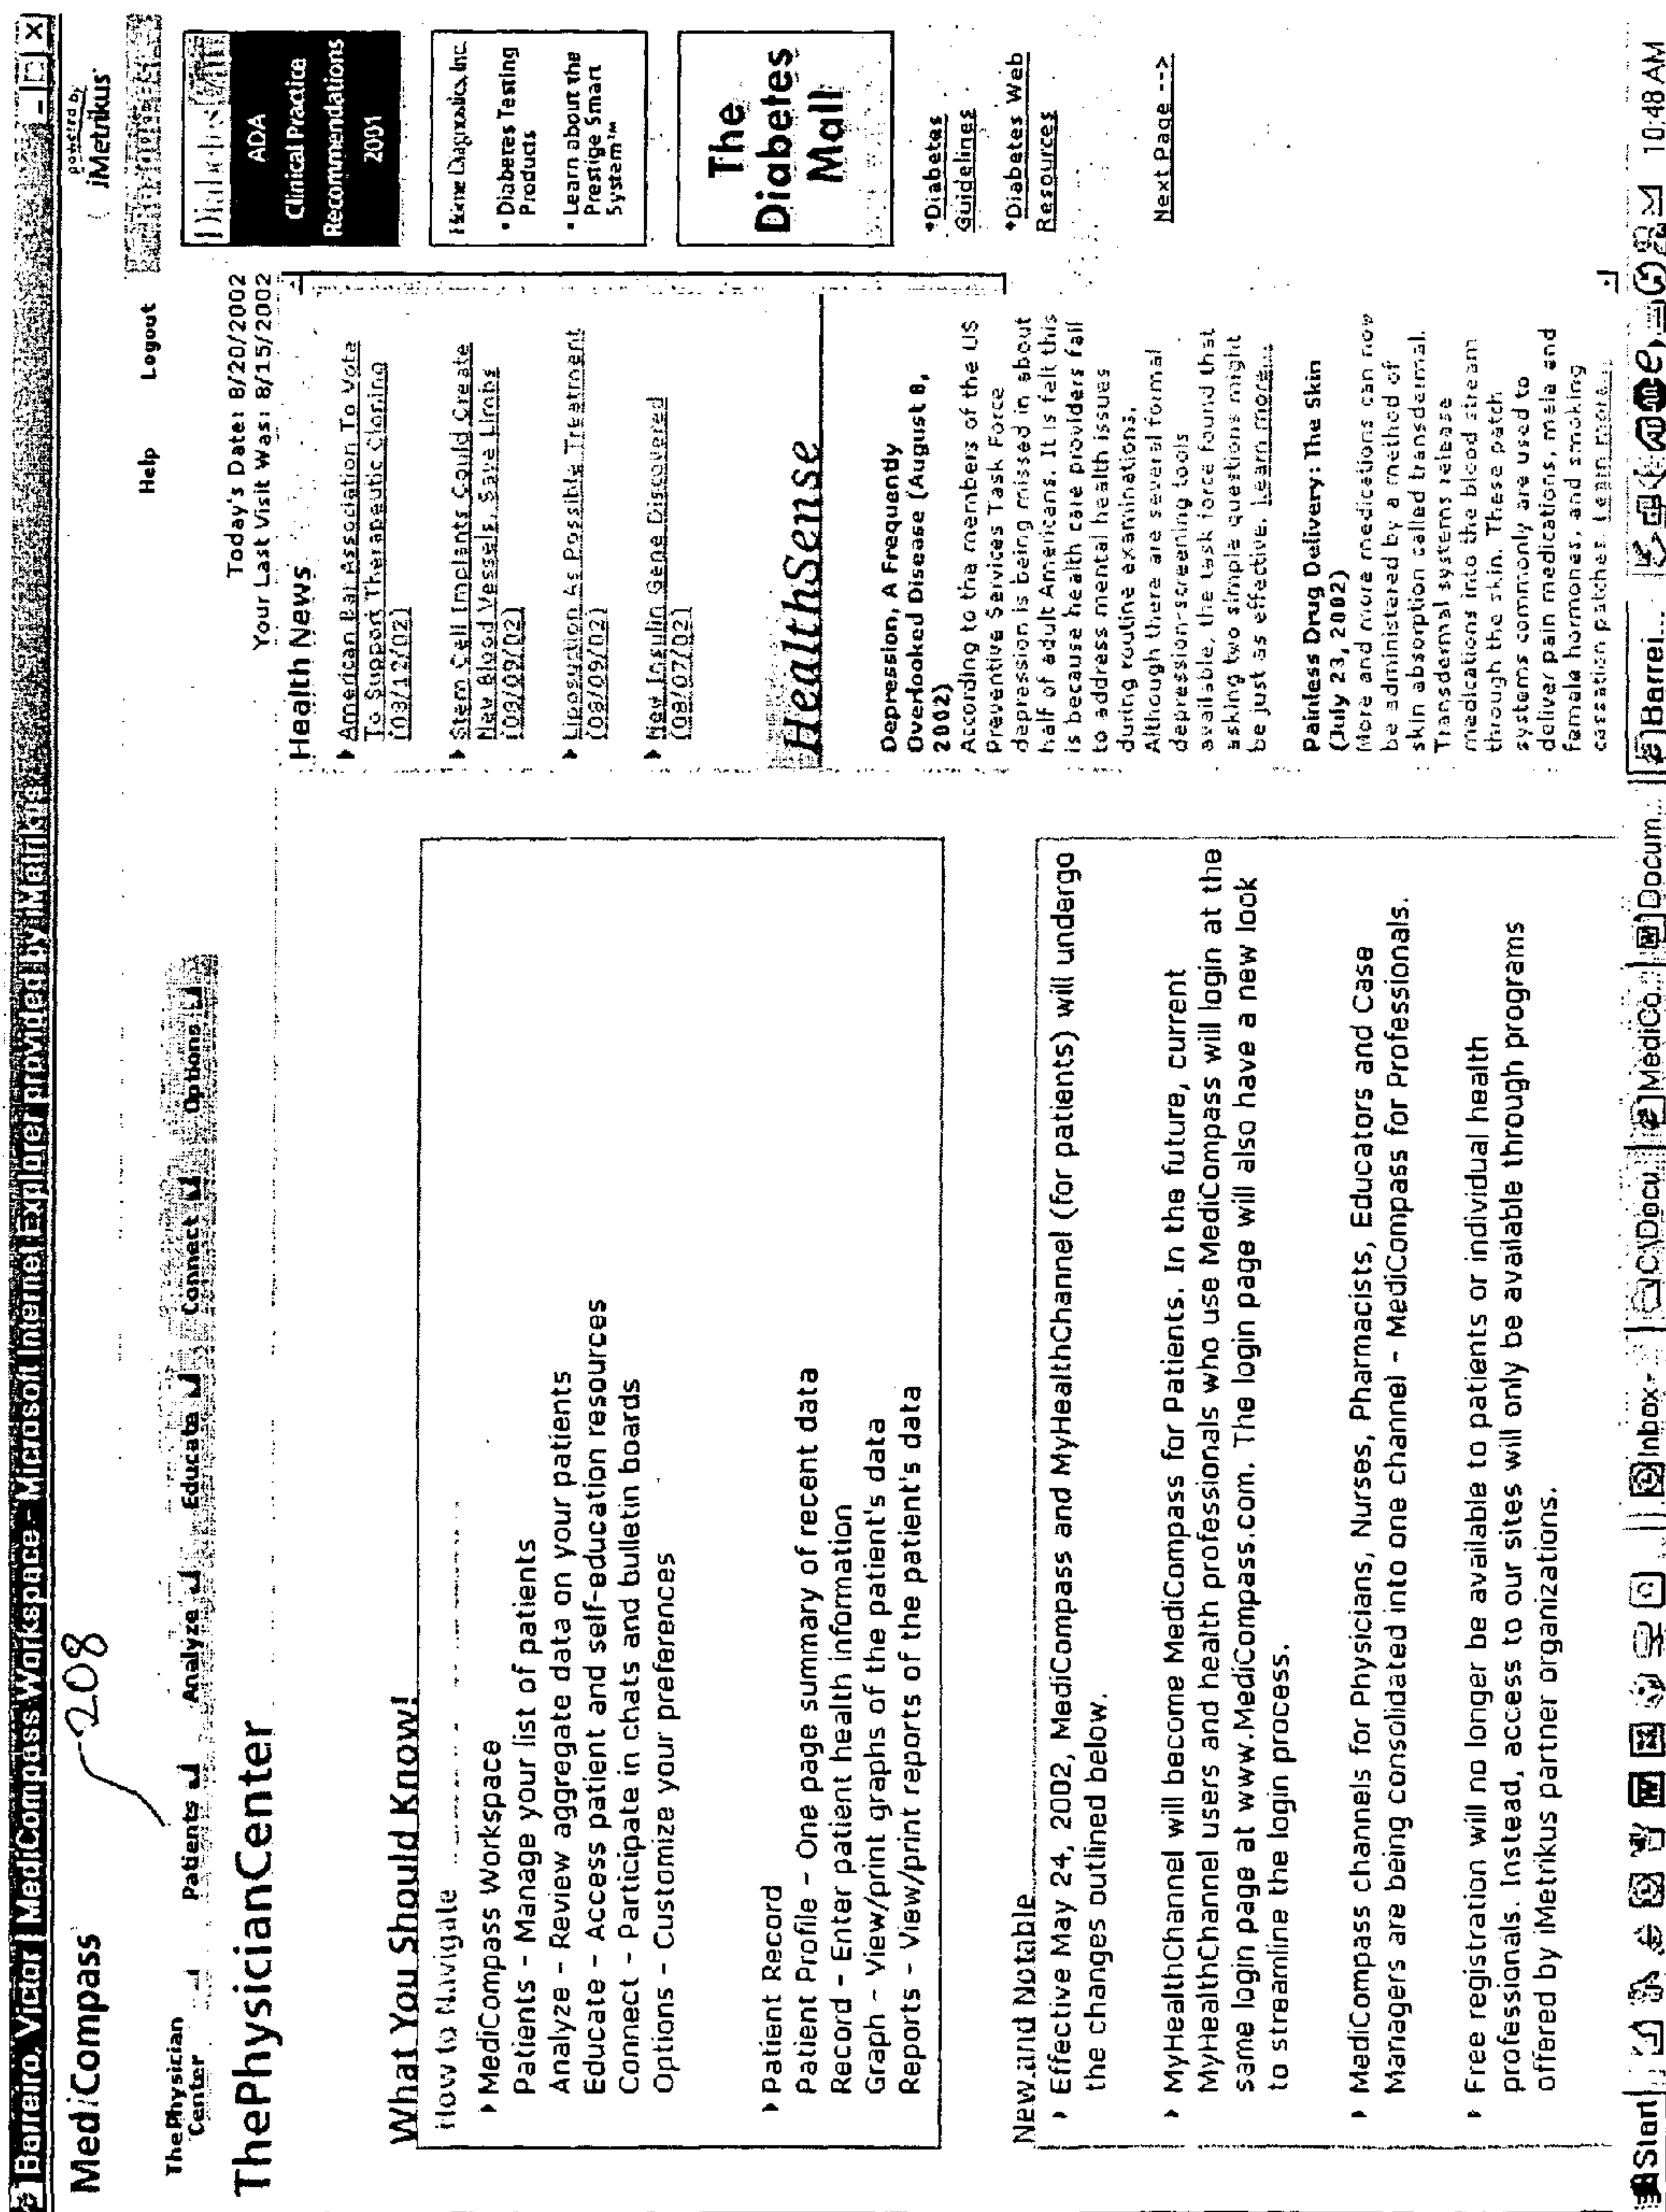 Barreiro, Victor | MediCompass Workspace - Microsoft Internet Explorer provided by iMetrikus
MediCompass
208
powered by
iMetrikus
Help Logout
The Physician
Center
Patients Analyze Educate Connect Options
ThePhysicianCenter
Today's Date: 8/20/2002
Your Last Visit Was: 8/15/2002
What You Should Know!
How to Navigate
MediCompass Workspace
Patients - Manage your list of patients
Analyze - Review aggregate data on your patients
Educate - Access patient and self-education resources
Connect - Participate in chats and bulletin boards
Options - Customize your preferences
Patient Record
Patient Profile - One page summary of recent data
Record - Enter patient health information
Graph - View/print graphs of the patient's data
Reports - View/print reports of the patient's data
New and Notable
Effective May 24, 2002, MediCompass and MyHealthChannel (for patients) will undergo
the changes outlined below.
MyHealthChannel will become MediCompass for Patients. In the future, current
MyHealthChannel users and health professionals who use MediCompass will login at the
same login page at www.MediCompass.com. The login page will also have a new look
to streamline the login process.
MediCompass channels for Physicians, Nurses, Pharmacists, Educators and Case
Managers are being consolidated into one channel - MediCompass for Professionals.
Free registration will no longer be available to patients or individual health
professionals. Instead, access to our sites will only be available through programs
offered by iMetrikus partner organizations.
Health News
American Bar Association To Vote
To Support Therapeutic Cloning
(08/12/02)
Stem Cell Implants Could Create
New Blood Vessels, Save Limbs
(08/09/02)
Liposuction As Possible Treatment
(08/09/02)
New Insulin Gene Discovered
(08/07/02)
HealthSense
Depression, A Frequently
Overlooked Disease (August 8,
2002)
According to the members of the US
Preventive Services Task Force
depression is being missed in about
half of adult Americans. It is felt this
is because health care providers fail
to address mental health issues
during routine examinations.
Although there are several formal
depression-screening tools
available, the task force found that
asking two simple questions might
be just as effective. Learn more...
Painless Drug Delivery: The Skin
(July 23, 2002)
More and more medications can now
be administered by a method of
skin absorption called transdermal.
Transdermal systems release
medications into the blood stream
through the skin. These patch
systems commonly are used to
deliver pain medications, male and
female hormones, and smoking
cessation patches. Learn more...
ADA
Clinical Practice
Recommendations
2001
Home Diagnostics, Inc.
• Diabetes Testing
Products
• Learn about the
Prestige Smart
System™
The
Diabetes
Mall
*Diabetes
Guidelines
*Diabetes Web
Resources
Next Page -->
Start Inbox - C:\Docu... MediCo... Docum... Barrei... 10:48 AM